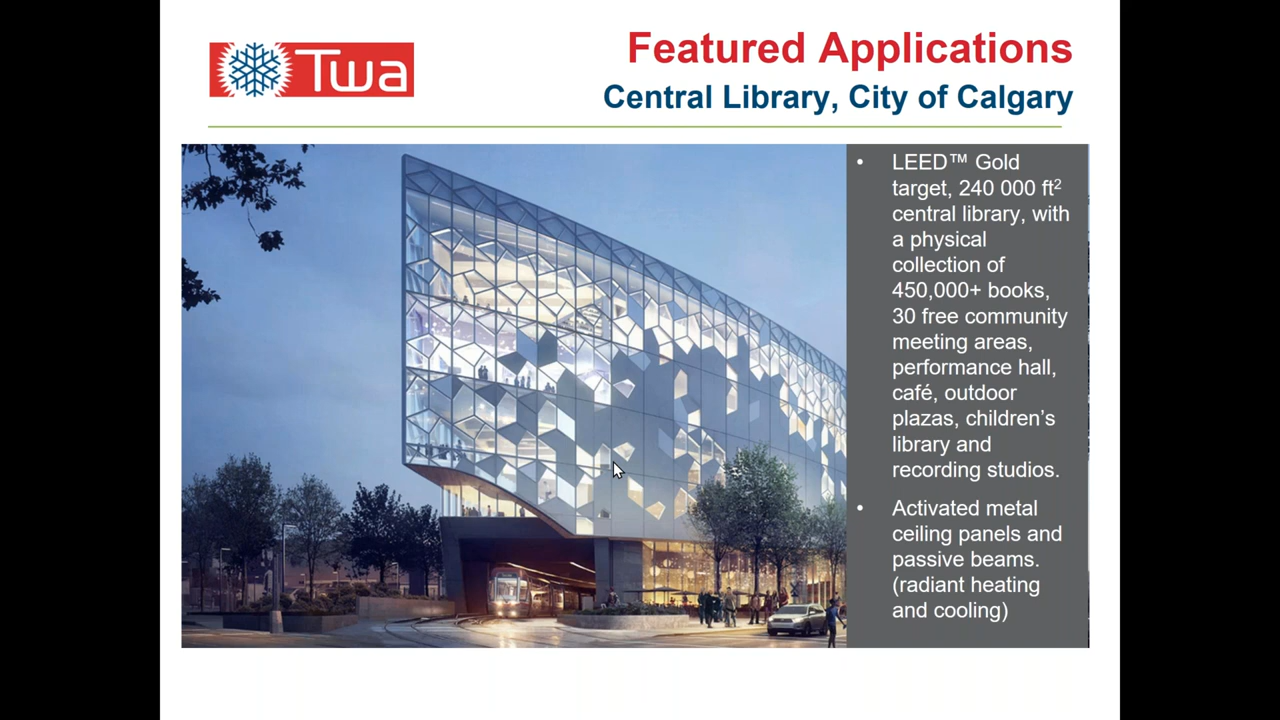 Twa
Featured Applications
Central Library, City of Calgary
• LEED™ Gold
target, 240 000 ft²
central library, with
a physical
collection of
450,000+ books,
30 free community
meeting areas,
performance hall,
café, outdoor
plazas, children’s
library and
recording studios.
• Activated metal
ceiling panels and
passive beams.
(radiant heating
and cooling)